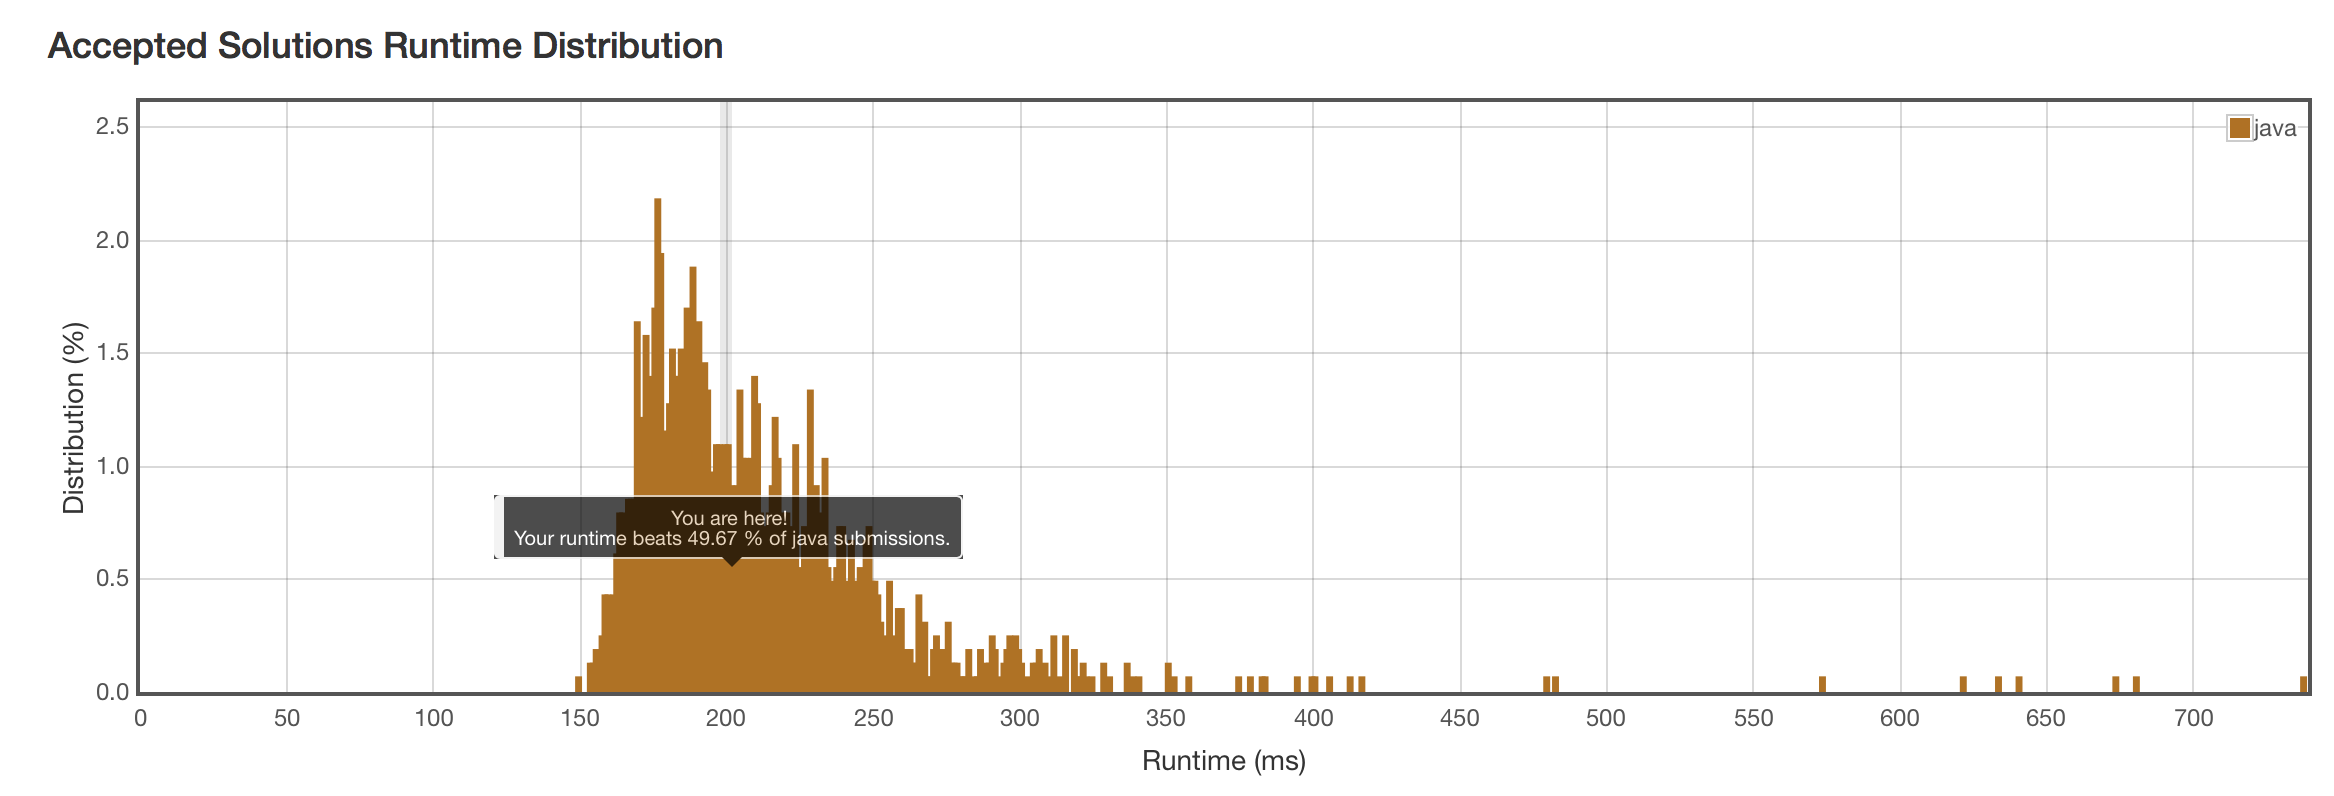 Accepted Solutions Runtime Distribution
2.5
2.0
1.5
1.0
0.5
0.0
Distribution (%)
java
You are here!
Your runtime beats 49.67 % of java submissions.
0 50 100 150 200 250 300 350 400 450 500 550 600 650 700
Runtime (ms)